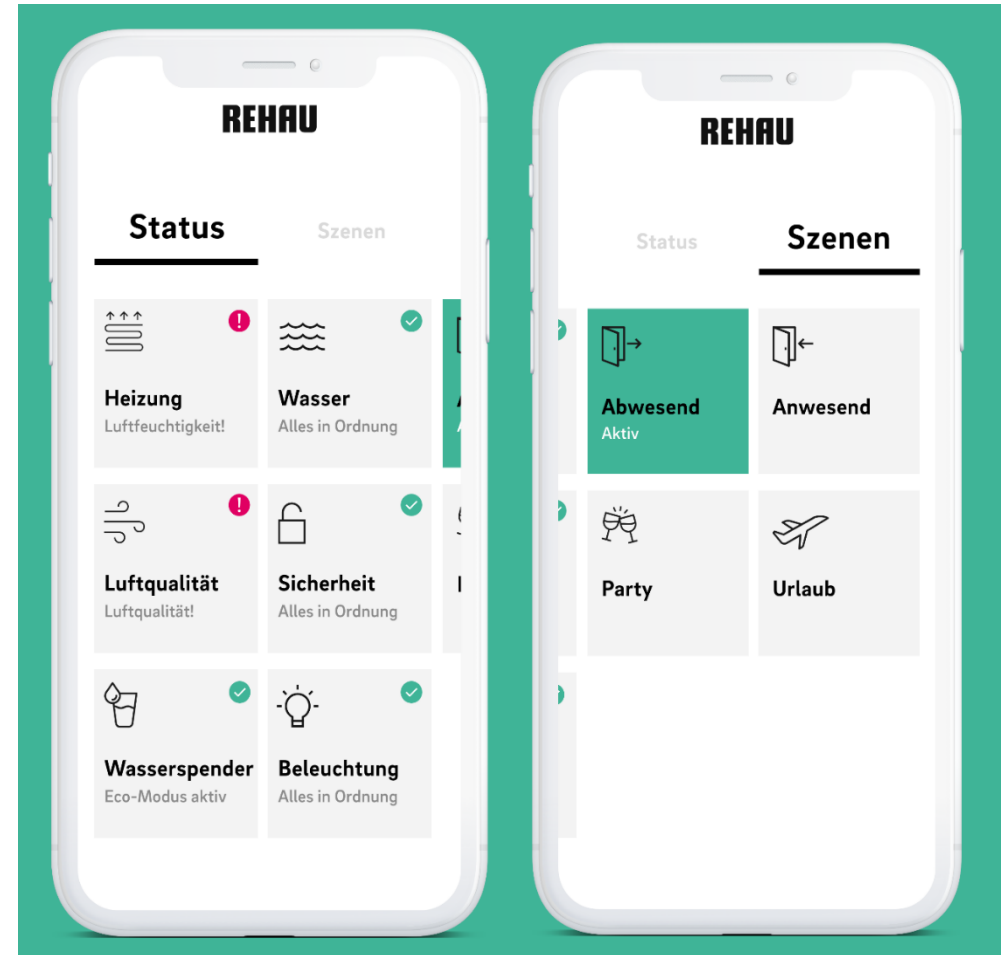 REHAU
Status
Szenen
Heizung
Luftfeuchtigkeit!
Wasser
Alles in Ordnung
Luftqualität
Luftqualität!
Sicherheit
Alles in Ordnung
Wasserspender
Eco-Modus aktiv
Beleuchtung
Alles in Ordnung
REHAU
Status
Szenen
Abwesend
Aktiv
Anwesend
Party
Urlaub